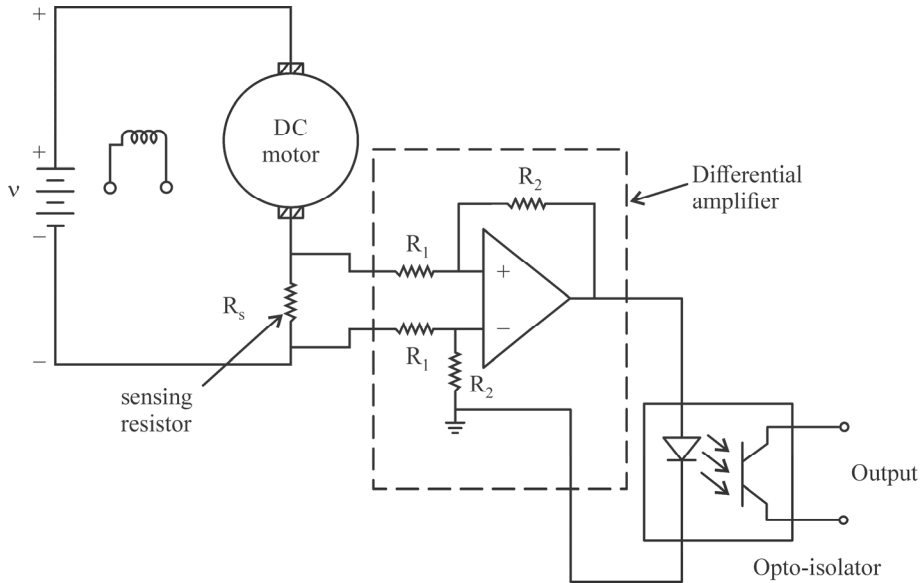 +
DC
motor
+
ν
−
−
Differential
amplifier
R2
R1
+
−
Rs
R1
R2
sensing
resistor
Output
Opto-isolator